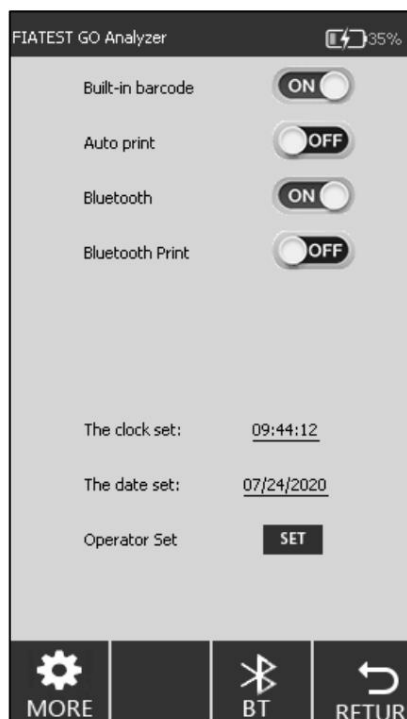 FIATEST GO Analyzer 35%
Built-in barcode ON
Auto print OFF
Bluetooth ON
Bluetooth Print OFF
The clock set: 09:44:12
The date set: 07/24/2020
Operator Set SET
MORE BT RETUR